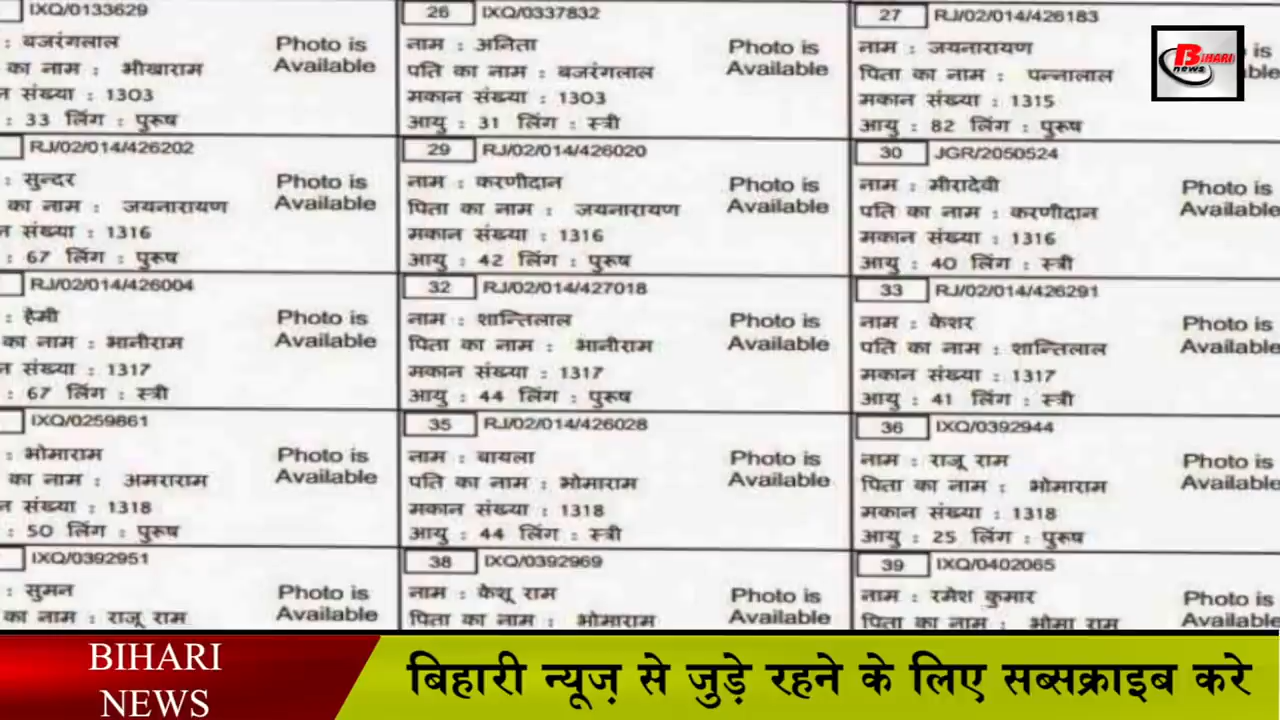 IXQ/0133629
: बजरंगलाल
का नाम : भीखाराम
Photo is
Available
न संख्या : 1303
: 33 लिंग : पुरुष
26 IXQ/0337832
नाम : अनिता
पति का नाम : बजरंगलाल
Photo is
Available
मकान संख्या : 1303
आयु : 31 लिंग : स्त्री
27 RJ/02/014/426183
नाम : जयनारायण
पिता का नाम : पन्नालाल
मकान संख्या : 1315
आयु : 82 लिंग : पुरुष
is
ble
BIHARI
news
RJ/02/014/426202
: सुन्दर
का नाम : जयनारायण
Photo is
Available
न संख्या : 1316
: 67 लिंग : पुरुष
29 RJ/02/014/426020
नाम : करणीदान
पिता का नाम : जयनारायण
Photo is
Available
मकान संख्या : 1316
आयु : 42 लिंग : पुरुष
30 JGR/2050524
नाम : मीरादेवी
पति का नाम : करणीदान
Photo is
Available
मकान संख्या : 1316
आयु : 40 लिंग : स्त्री
RJ/02/014/426004
: हेमी
का नाम : भानीराम
Photo is
Available
न संख्या : 1317
: 67 लिंग : स्त्री
32 RJ/02/014/427018
नाम : शान्तिलाल
पिता का नाम : भानीराम
Photo is
Available
मकान संख्या : 1317
आयु : 44 लिंग : पुरुष
33 RJ/02/014/426291
नाम : केशर
पति का नाम : शान्तिलाल
Photo is
Available
मकान संख्या : 1317
आयु : 41 लिंग : स्त्री
IXQ/0259861
: भोमाराम
का नाम : अमराराम
Photo is
Available
न संख्या : 1318
: 50 लिंग : पुरुष
35 RJ/02/014/426028
नाम : बायला
पति का नाम : भोमाराम
Photo is
Available
मकान संख्या : 1318
आयु : 44 लिंग : स्त्री
36 IXQ/0392944
नाम : राजू राम
पिता का नाम : भोमाराम
Photo is
Available
मकान संख्या : 1318
आयु : 25 लिंग : पुरुष
IXQ/0392951
: सुमन
का नाम : राजू राम
Photo is
Available
38 IXQ/0392969
नाम : केशू राम
पिता का नाम : भोमाराम
Photo is
Available
39 IXQ/0402065
नाम : रमेश कुमार
पिता का नाम : भोमा राम
Photo is
Available
BIHARI
NEWS
बिहारी न्यूज़ से जुड़े रहने के लिए सब्सक्राइब करे